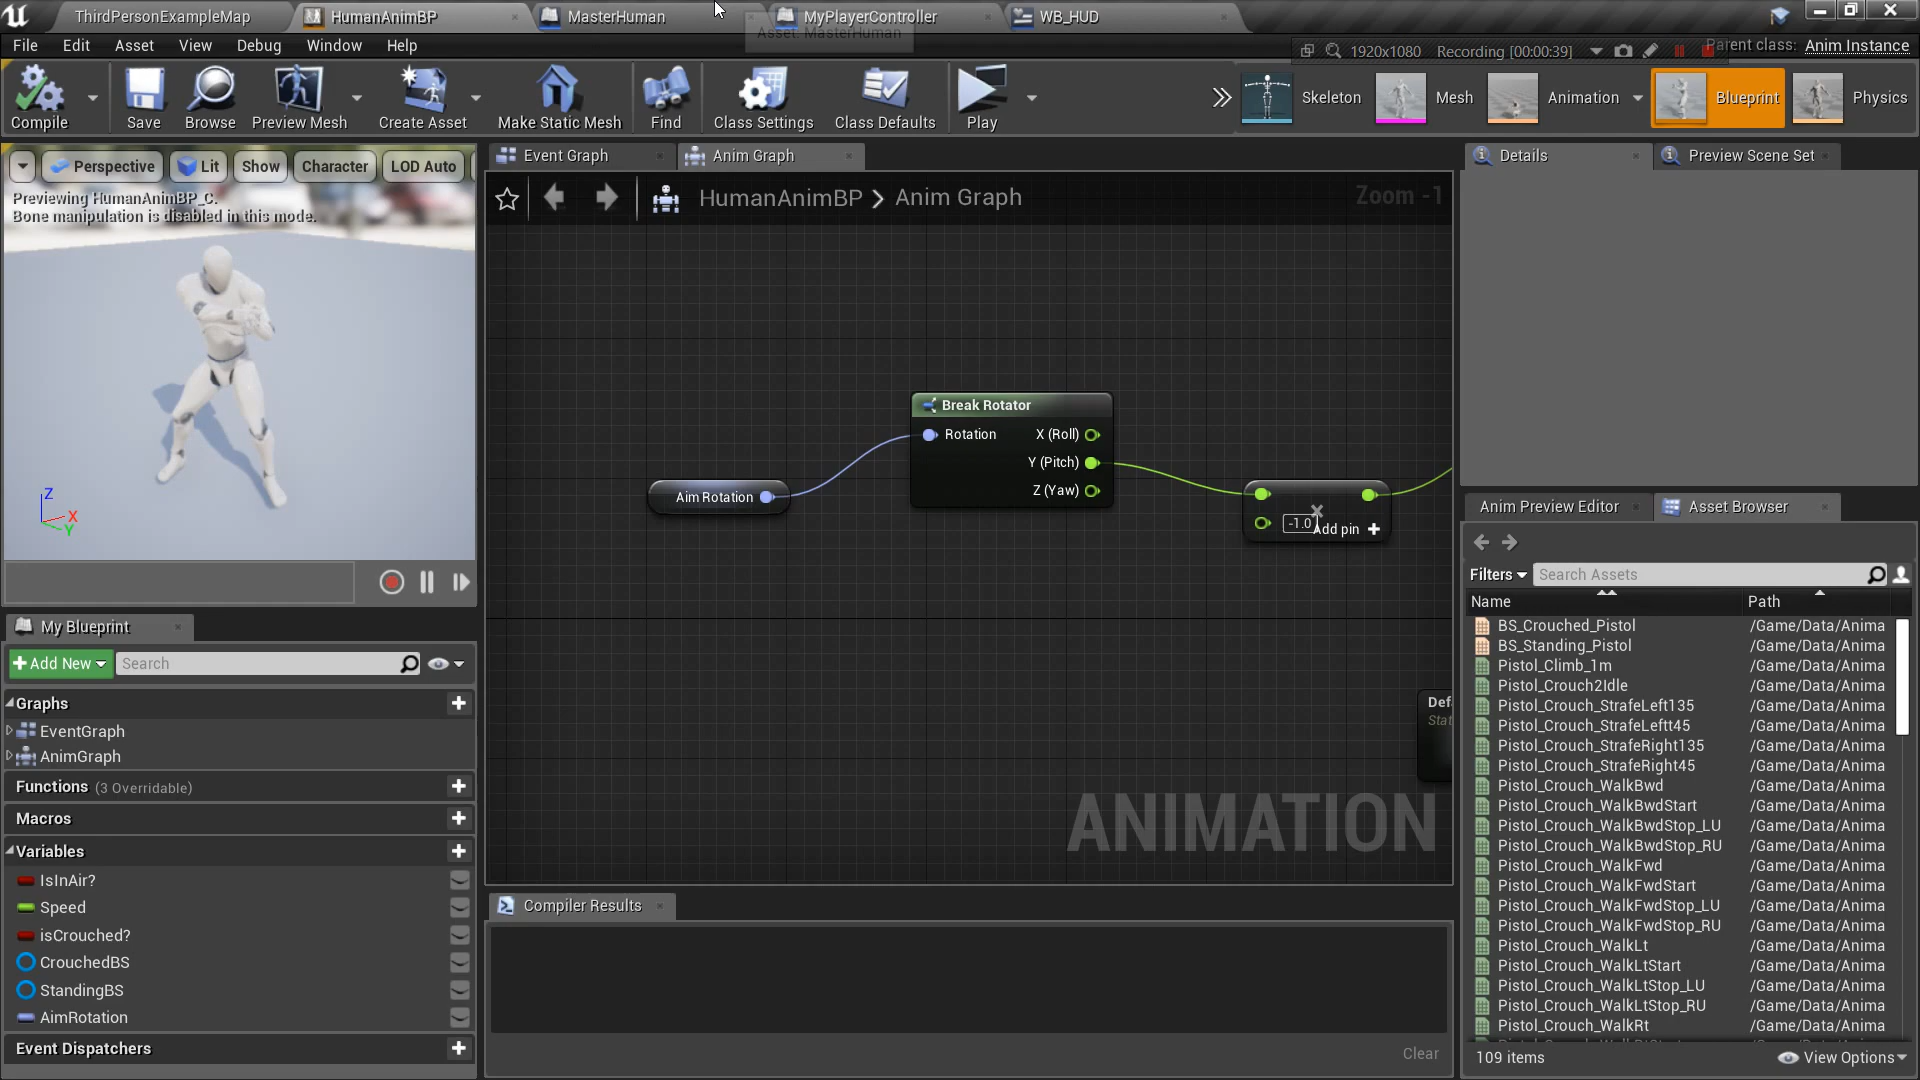 ThirdPersonExampleMap
HumanAnimBP
MasterHuman
MyPlayerController
WB_HUD
Asset: MasterHuman
File Edit Asset View Debug Window Help
1920x1080 Recording [00:00:39]
Parent class: Anim Instance
Compile
Save
Browse
Preview Mesh
Create Asset
Make Static Mesh
Find
Class Settings
Class Defaults
Play
Skeleton
Mesh
Animation
Blueprint
Physics
Perspective
Lit
Show
Character
LOD Auto
Previewing HumanAnimBP_C.
Bone manipulation is disabled in this mode.
Z
X
Y
Event Graph
Anim Graph
HumanAnimBP > Anim Graph
Zoom -1
Break Rotator
Rotation
X (Roll)
Y (Pitch)
Z (Yaw)
Aim Rotation
-1.0
Add pin +
Def
Stat
ANIMATION
Compiler Results
Clear
My Blueprint
+ Add New
Search
Graphs
EventGraph
AnimGraph
Functions (3 Overridable)
Macros
Variables
IsInAir?
Speed
isCrouched?
CrouchedBS
StandingBS
AimRotation
Event Dispatchers
Details
Preview Scene Set
Anim Preview Editor
Asset Browser
Filters
Search Assets
Name Path
BS_Crouched_Pistol /Game/Data/Anima
BS_Standing_Pistol /Game/Data/Anima
Pistol_Climb_1m /Game/Data/Anima
Pistol_Crouch2Idle /Game/Data/Anima
Pistol_Crouch_StrafeLeft135 /Game/Data/Anima
Pistol_Crouch_StrafeLeftt45 /Game/Data/Anima
Pistol_Crouch_StrafeRight135 /Game/Data/Anima
Pistol_Crouch_StrafeRight45 /Game/Data/Anima
Pistol_Crouch_WalkBwd /Game/Data/Anima
Pistol_Crouch_WalkBwdStart /Game/Data/Anima
Pistol_Crouch_WalkBwdStop_LU /Game/Data/Anima
Pistol_Crouch_WalkBwdStop_RU /Game/Data/Anima
Pistol_Crouch_WalkFwd /Game/Data/Anima
Pistol_Crouch_WalkFwdStart /Game/Data/Anima
Pistol_Crouch_WalkFwdStop_LU /Game/Data/Anima
Pistol_Crouch_WalkFwdStop_RU /Game/Data/Anima
Pistol_Crouch_WalkLt /Game/Data/Anima
Pistol_Crouch_WalkLtStart /Game/Data/Anima
Pistol_Crouch_WalkLtStop_LU /Game/Data/Anima
Pistol_Crouch_WalkLtStop_RU /Game/Data/Anima
Pistol_Crouch_WalkRt /Game/Data/Anima
109 items
View Options